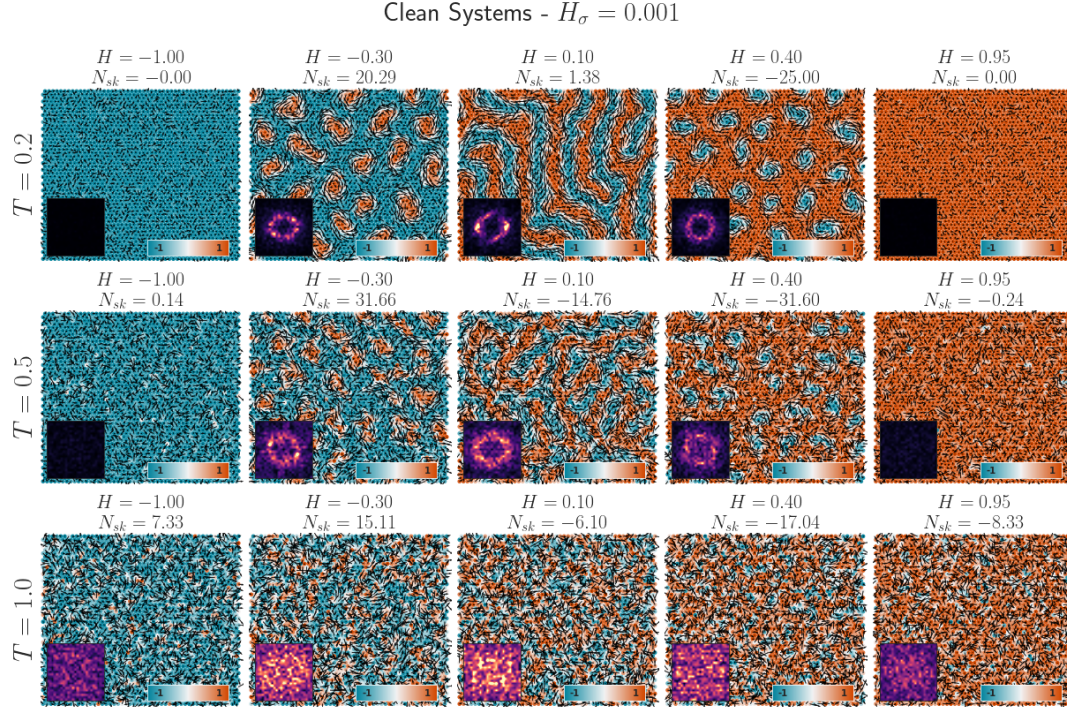 Clean Systems - $H_\sigma = 0.001$
$H = -1.00$ $H = -0.30$ $H = 0.10$ $H = 0.40$ $H = 0.95$
$N_{sk} = -0.00$ $N_{sk} = 20.29$ $N_{sk} = 1.38$ $N_{sk} = -25.00$ $N_{sk} = 0.00$
$T = 0.2$
-1 1 -1 1 -1 1 -1 1 -1 1
$H = -1.00$ $H = -0.30$ $H = 0.10$ $H = 0.40$ $H = 0.95$
$N_{sk} = 0.14$ $N_{sk} = 31.66$ $N_{sk} = -14.76$ $N_{sk} = -31.60$ $N_{sk} = -0.24$
$T = 0.5$
-1 1 -1 1 -1 1 -1 1 -1 1
$H = -1.00$ $H = -0.30$ $H = 0.10$ $H = 0.40$ $H = 0.95$
$N_{sk} = 7.33$ $N_{sk} = 15.11$ $N_{sk} = -6.10$ $N_{sk} = -17.04$ $N_{sk} = -8.33$
$T = 1.0$
-1 1 -1 1 -1 1 -1 1 -1 1